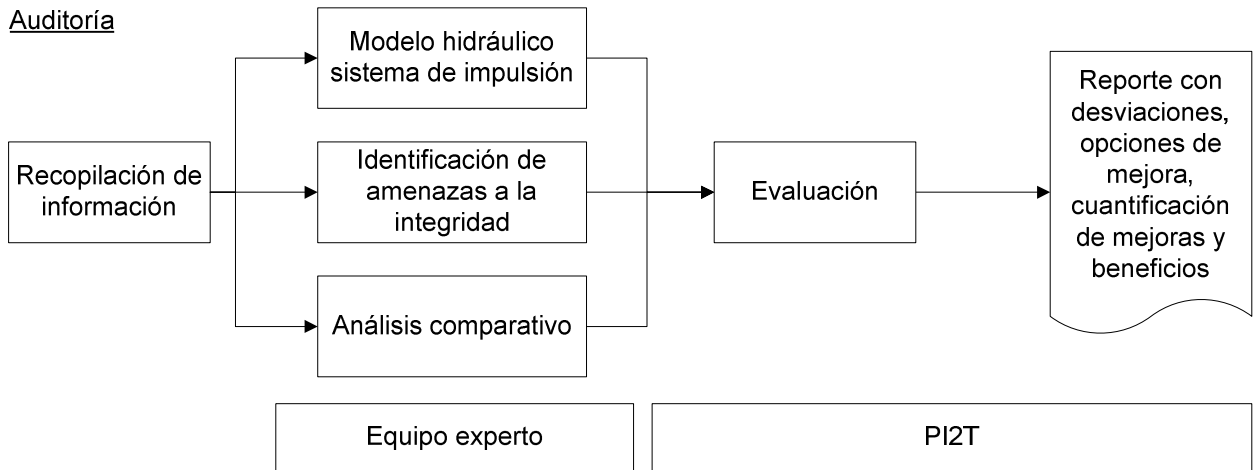 Auditoría
Recopilación de
información
Modelo hidráulico
sistema de impulsión
Identificación de
amenazas a la
integridad
Análisis comparativo
Evaluación
Reporte con
desviaciones,
opciones de
mejora,
cuantificación
de mejoras y
beneficios
Equipo experto
PI2T